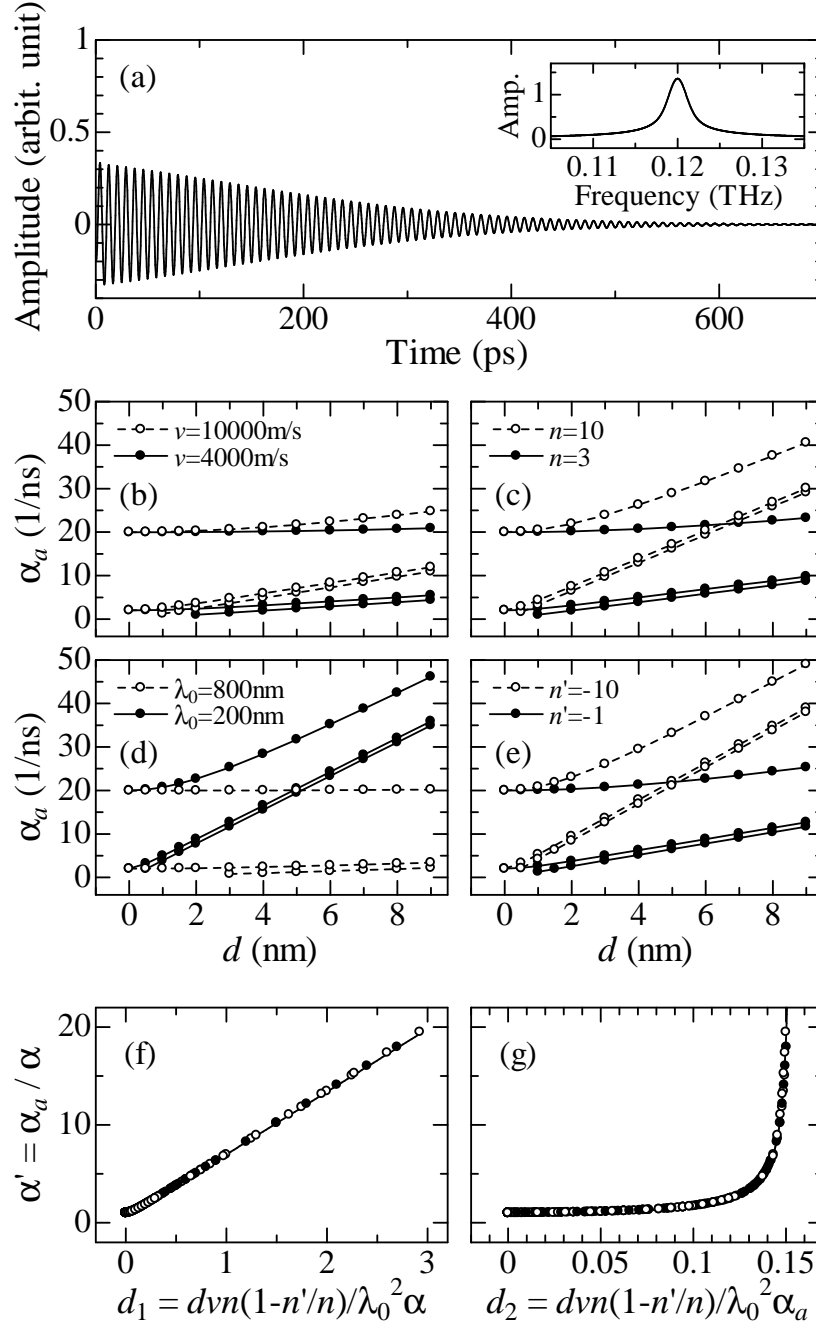 1
(a)
0.5
0
0 200 400 600
Amplitude (arbit. unit)
Time (ps)
1
0
Amp.
0.11 0.12 0.13
Frequency (THz)
50
40
30
20
10
0
αa (1/ns)
v=10000m/s
v=4000m/s
(b)
n=10
n=3
(c)
50
40
30
20
10
0
αa (1/ns)
λ0=800nm
λ0=200nm
(d)
n'=-10
n'=-1
(e)
0 2 4 6 8
0 2 4 6 8
d (nm)
d (nm)
20
10
0
α' = αa / α
(f)
(g)
0 1 2 3
0 0.05 0.10 0.15
d1 = dvn(1-n'/n)/λ0²α
d2 = dvn(1-n'/n)/λ0²αa